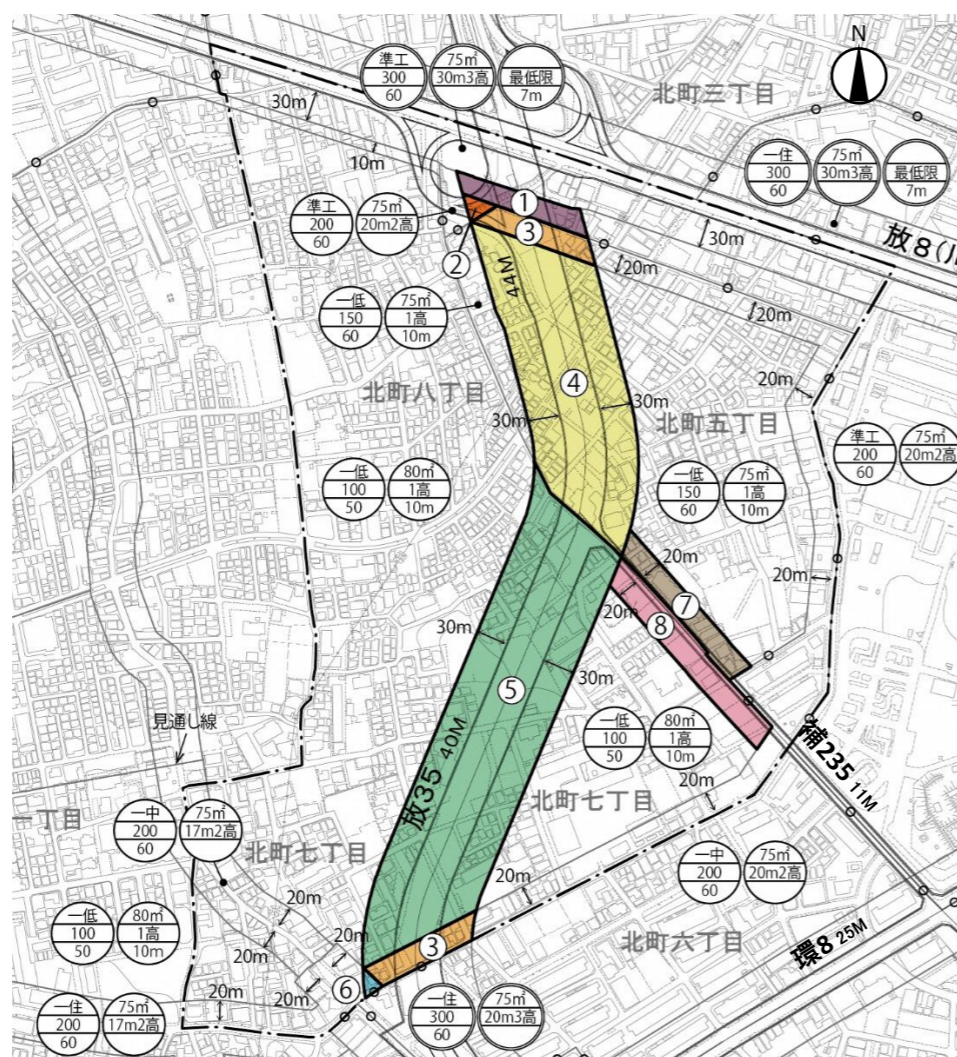 N
準工
300
60
75㎡
30m3高
最低限
7m
北町三丁目
30m
10m
一住
300
60
75㎡
30m3高
最低限
7m
準工
200
60
75㎡
20m2高
①
③
②
30m
放8(川
20m
20m
44M
一低
150
60
75㎡
1高
10m
北町八丁目
④
30m
30m
北町五丁目
20m
準工
200
60
75㎡
20m2高
一低
100
50
80㎡
1高
10m
一低
150
60
75㎡
1高
10m
20m
20m
⑦
20m
⑧
30m
⑤
30m
見通し線
一低
100
50
80㎡
1高
10m
補235 11M
放35 40M
20m
北町七丁目
一丁目
一中
200
60
75㎡
17m2高
北町七丁目
一中
200
60
75㎡
20m2高
20m
20m
一低
100
50
80㎡
1高
10m
20m
③
北町六丁目
環8 25M
20m
⑥
20m
20m
一住
200
60
75㎡
17m2高
一住
300
60
75㎡
20m3高